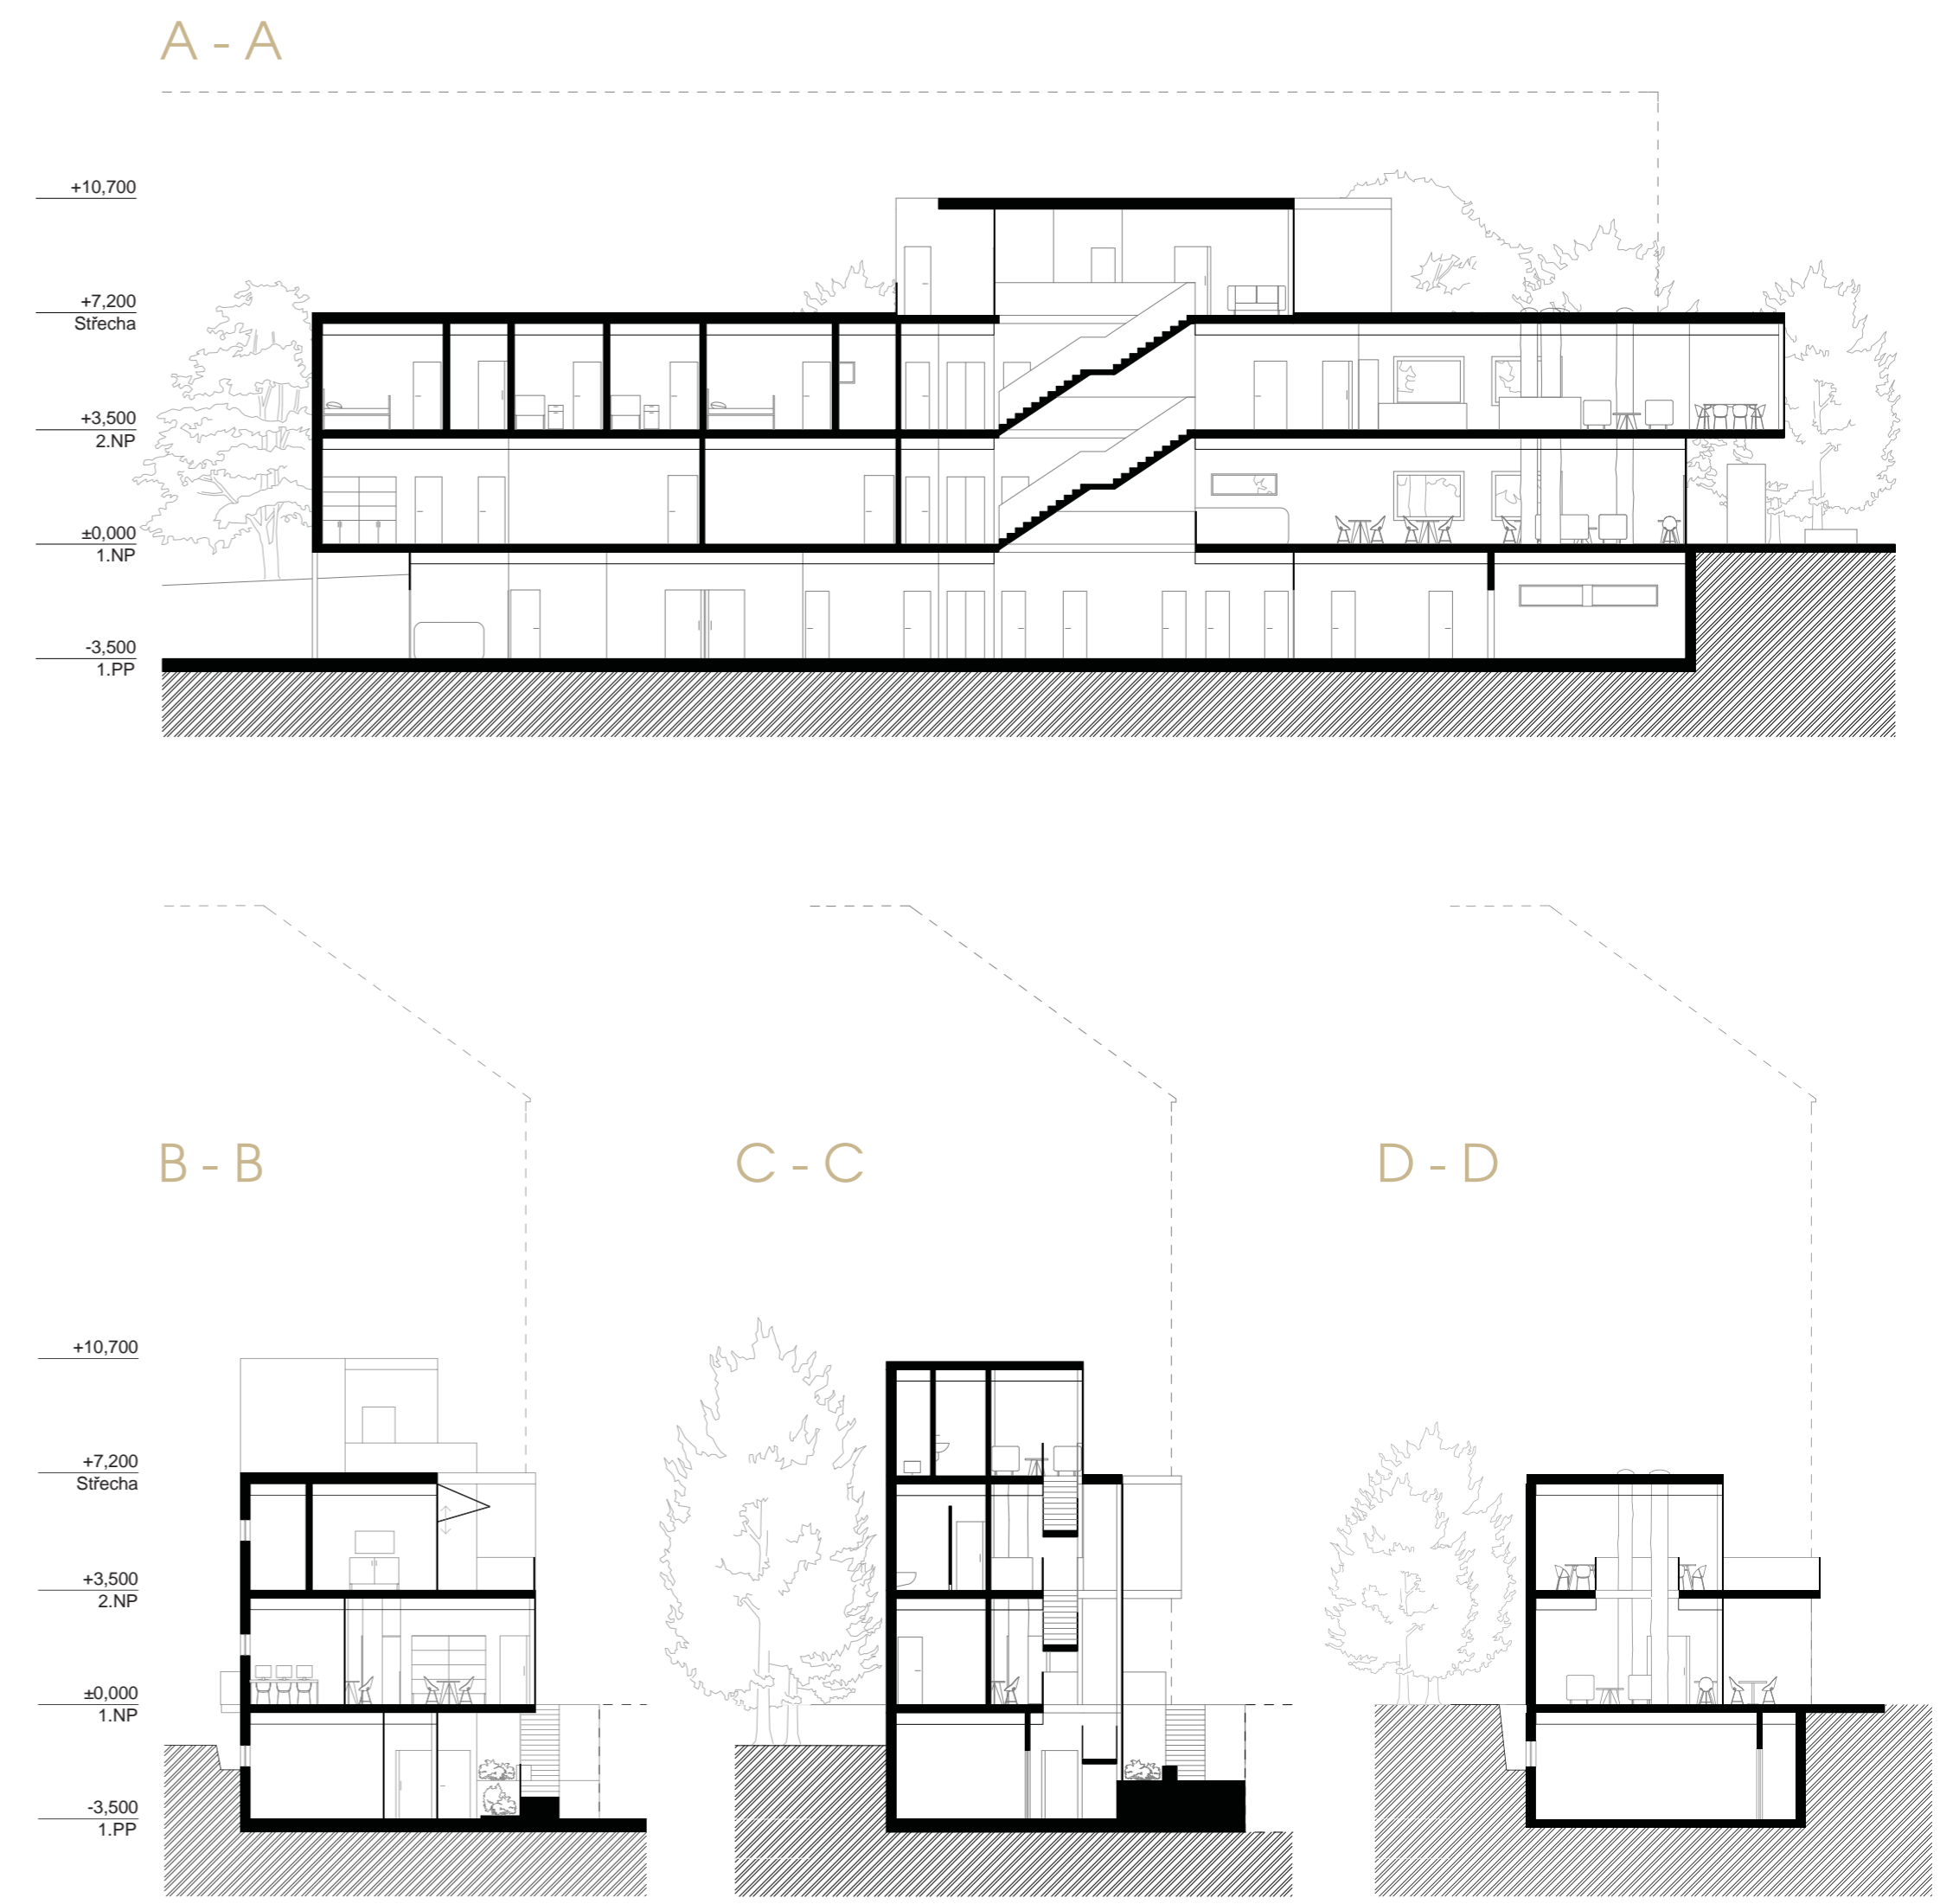 A - A
+10,700
+7,200
Střecha
+3,500
2.NP
±0,000
1.NP
-3,500
1.PP
B - B
C - C
D - D
+10,700
+7,200
Střecha
+3,500
2.NP
±0,000
1.NP
-3,500
1.PP